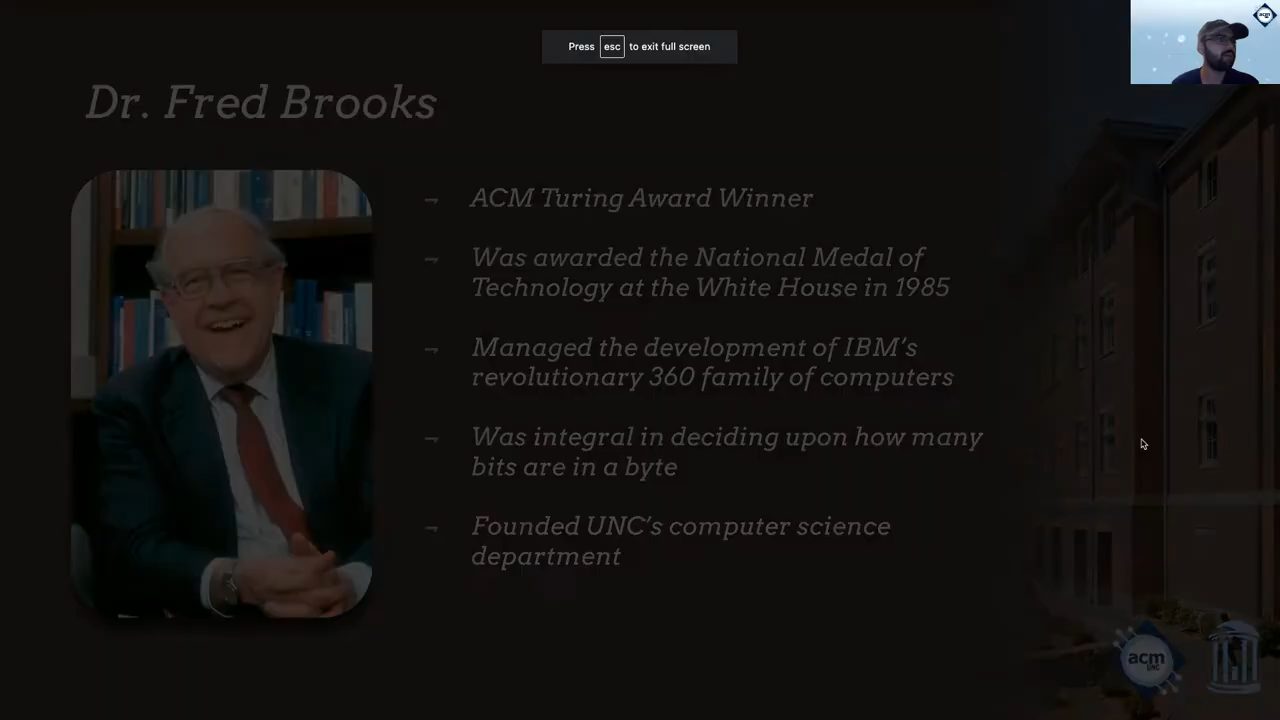 Press esc to exit full screen
acm
Dr. Fred Brooks
→ ACM Turing Award Winner
→ Was awarded the National Medal of
Technology at the White House in 1985
→ Managed the development of IBM's
revolutionary 360 family of computers
→ Was integral in deciding upon how many
bits are in a byte
→ Founded UNC's computer science
department
acm
UNC